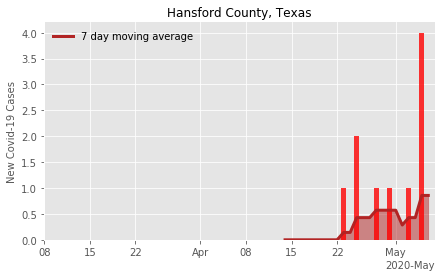 Hansford County, Texas
7 day moving average
New Covid-19 Cases
4.0
3.5
3.0
2.5
2.0
1.5
1.0
0.5
0.0
08 15 22 Apr 08 15 22 May
2020-May